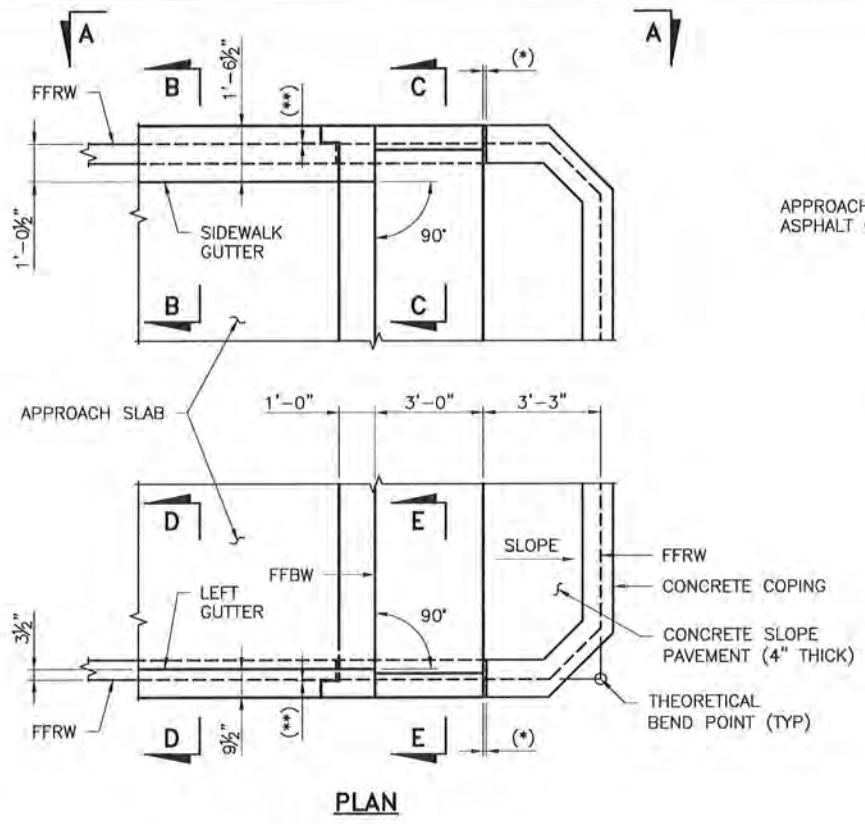 A
A
B
1'-6½"
(**)
C
(*)
FFRW
1'-0½"
SIDEWALK
GUTTER
90°
APPROACH
ASPHALT
B
C
APPROACH SLAB
1'-0"
3'-0"
3'-3"
D
E
SLOPE
FFRW
FFBW
CONCRETE COPING
LEFT
GUTTER
90°
3½"
CONCRETE SLOPE
PAVEMENT (4" THICK)
THEORETICAL
BEND POINT (TYP)
FFRW
D
9½"
(**)
E
(*)
PLAN